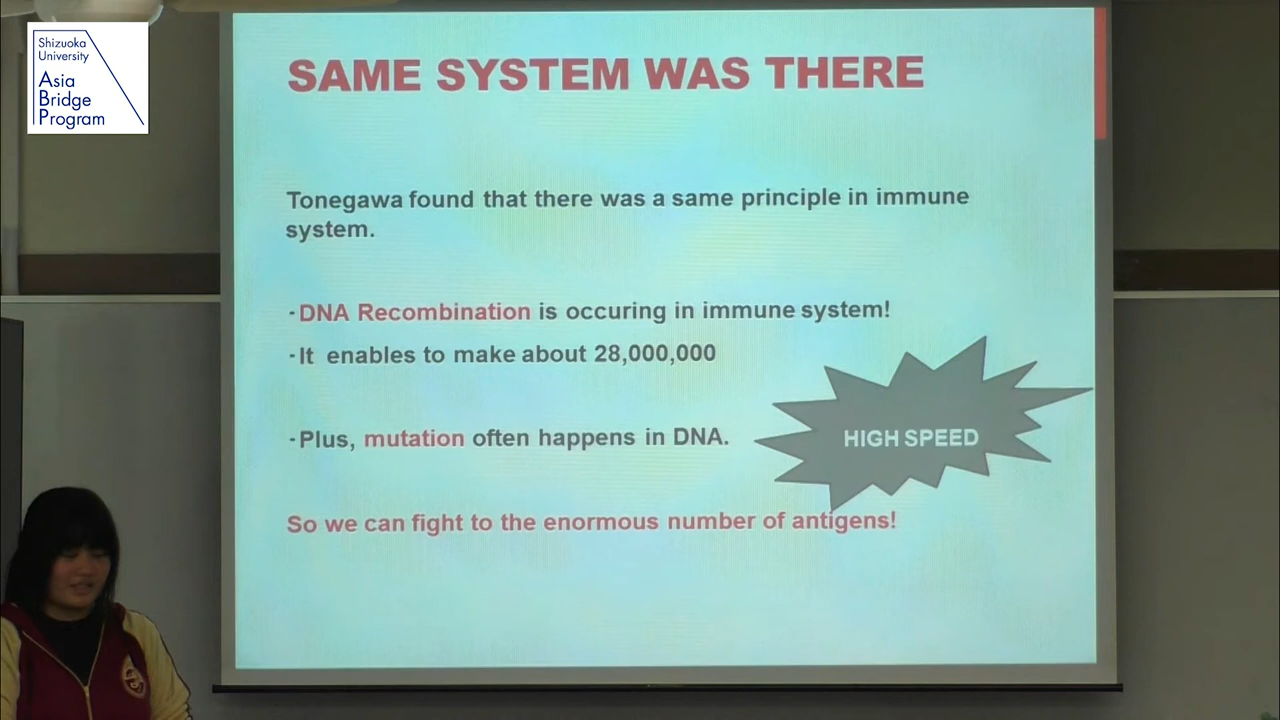 Shizuoka
University
Asia
Bridge
Program
SAME SYSTEM WAS THERE
Tonegawa found that there was a same principle in immune
system.
・DNA Recombination is occuring in immune system!
・It enables to make about 28,000,000
・Plus, mutation often happens in DNA.
HIGH SPEED
So we can fight to the enormous number of antigens!